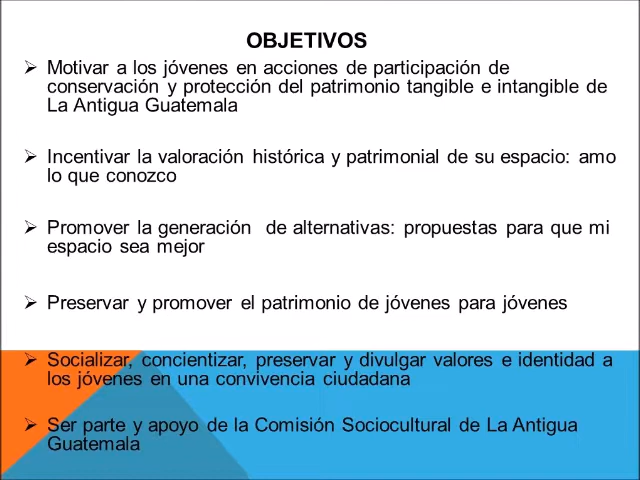 OBJETIVOS
➢ Motivar a los jóvenes en acciones de participación de
conservación y protección del patrimonio tangible e intangible de
La Antigua Guatemala
➢ Incentivar la valoración histórica y patrimonial de su espacio: amo
lo que conozco
➢ Promover la generación de alternativas: propuestas para que mi
espacio sea mejor
➢ Preservar y promover el patrimonio de jóvenes para jóvenes
➢ Socializar, concientizar, preservar y divulgar valores e identidad a
los jóvenes en una convivencia ciudadana
➢ Ser parte y apoyo de la Comisión Sociocultural de La Antigua
Guatemala